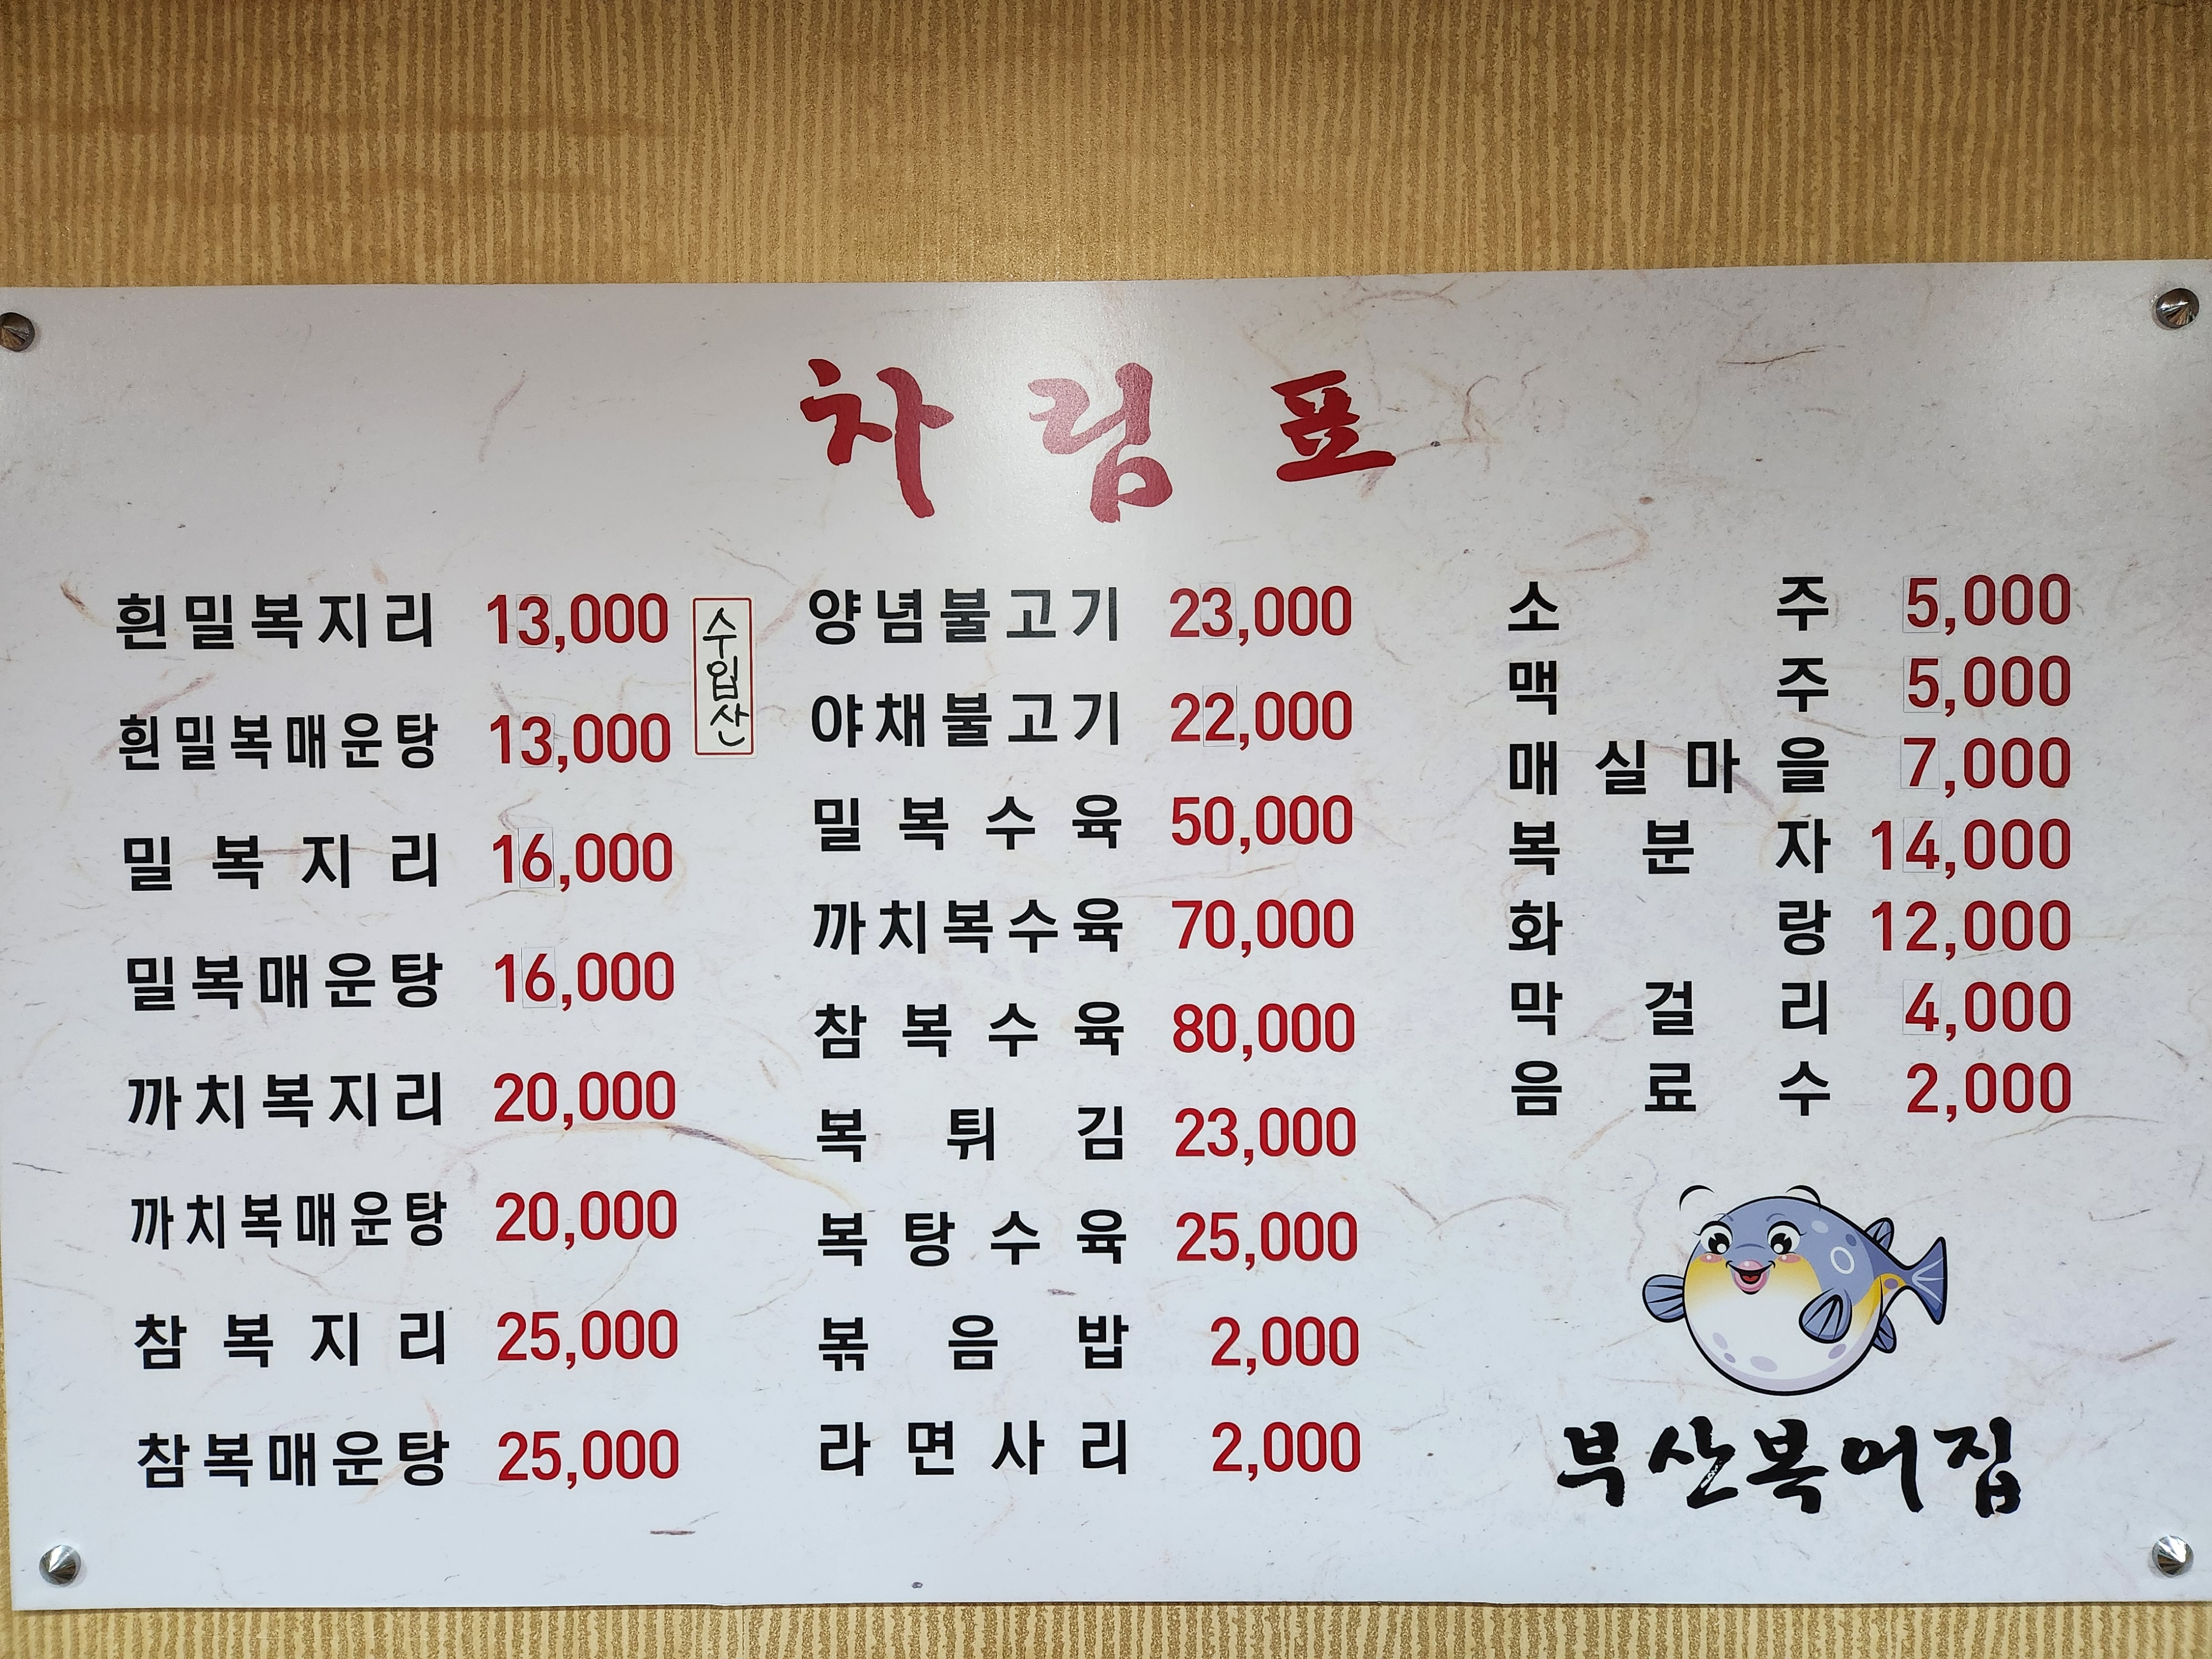 차림표
흰밀복지리 13,000
흰밀복매운탕 13,000
수입산
밀복지리 16,000
밀복매운탕 16,000
까치복지리 20,000
까치복매운탕 20,000
참복지리 25,000
참복매운탕 25,000
양념불고기 23,000
야채불고기 22,000
밀복수육 50,000
까치복수육 70,000
참복수육 80,000
복튀김 23,000
복탕수육 25,000
볶음밥 2,000
라면사리 2,000
소주 5,000
맥주 5,000
매실마을 7,000
복분자 14,000
화랑 12,000
막걸리 4,000
음료수 2,000
부산복어집